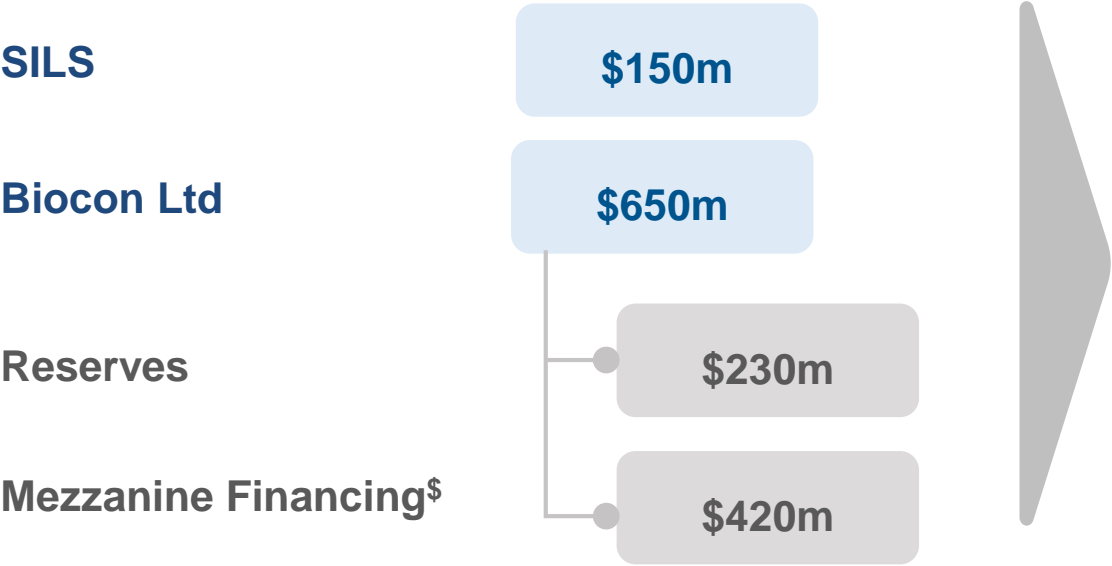 SILS $150m
Biocon Ltd $650m
Reserves $230m
Mezzanine Financing$ $420m